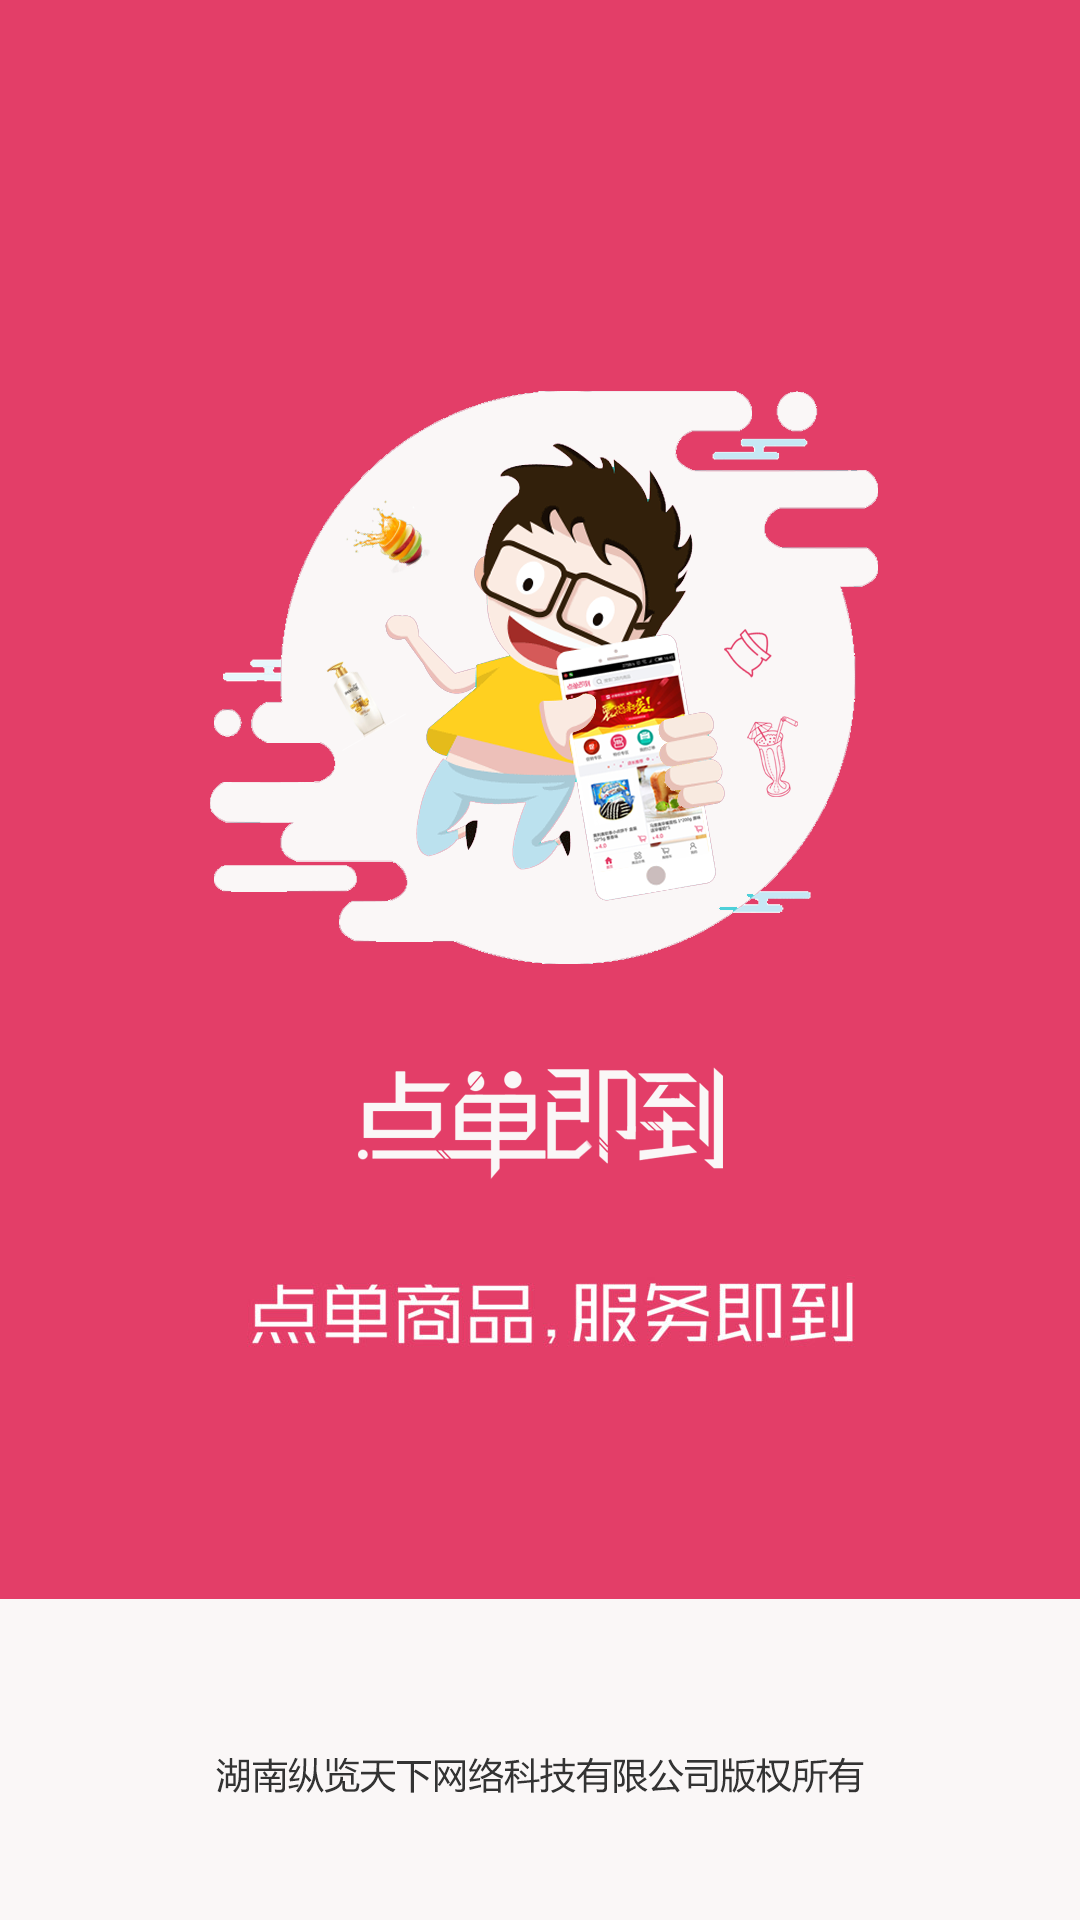 点单即到
点单商品,服务即到
湖南纵览天下网络科技有限公司版权所有